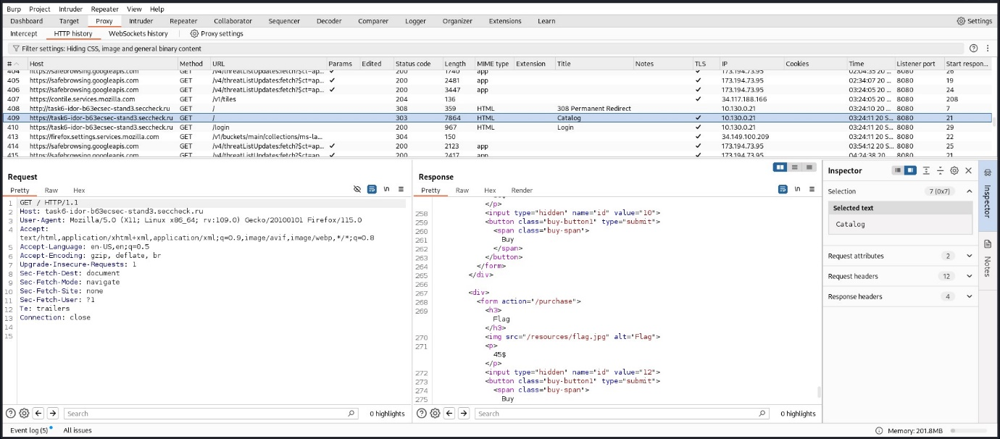 Burp Project Intruder Repeater View Help
Dashboard Target Proxy Intruder Repeater Collaborator Sequencer Decoder Comparer Logger Organizer Extensions Learn Settings
Intercept HTTP history WebSockets history Proxy settings
Filter settings: Hiding CSS, image and general binary content
# Host Method URL Params Edited Status code Length MIME type Extension Title Notes TLS IP Cookies Time Listener port Start respon...
404 https://safebrowsing.googleapis.com GET /v4/threatListUpdates:fetch?$ct=ap... ✓ 200 1740 app ✓ 173.194.73.95 02:04:35 20 ... 8080 26
405 https://safebrowsing.googleapis.com GET /v4/threatListUpdates:fetch?$ct=ap... ✓ 200 2481 app ✓ 173.194.73.95 02:34:07 20 ... 8080 19
406 https://safebrowsing.googleapis.com GET /v4/threatListUpdates:fetch?$ct=ap... ✓ 200 3447 app ✓ 173.194.73.95 03:24:05 20 ... 8080 24
407 https://contile.services.mozilla.com GET /v1/tiles 204 136 ✓ 34.117.188.166 03:24:05 20 ... 8080 208
408 http://task6-idor-b63ecsec-stand3.seccheck.ru GET / 308 359 HTML 308 Permanent Redirect 10.130.0.21 03:24:10 20 S... 8080 7
409 https://task6-idor-b63ecsec-stand3.seccheck.ru GET / 303 7864 HTML Catalog ✓ 10.130.0.21 03:24:11 20 S... 8080 21
410 https://task6-idor-b63ecsec-stand3.seccheck.ru GET /login 200 967 HTML Login ✓ 10.130.0.21 03:24:11 20 S... 8080 29
413 https://firefox.settings.services.mozilla.com GET /v1/buckets/main/collections/ms-la... 304 150 ✓ 34.149.100.209 03:24:11 20 S... 8080 22
414 https://safebrowsing.googleapis.com GET /v4/threatListUpdates:fetch?$ct=ap... ✓ 200 2123 app ✓ 173.194.73.95 03:54:12 20 S... 8080 25
415 https://safebrowsing.googleapis.com GET /v4/threatListUpdates:fetch?$ct=ap... ✓ 200 2417 app ✓ 173.194.73.95 04:24:38 20 8080 21
Request
Pretty Raw Hex \n
1 GET / HTTP/1.1
2 Host: task6-idor-b63ecsec-stand3.seccheck.ru
3 User-Agent: Mozilla/5.0 (X11; Linux x86_64; rv:109.0) Gecko/20100101 Firefox/115.0
4 Accept:
text/html,application/xhtml+xml,application/xml;q=0.9,image/avif,image/webp,*/*;q=0.8
5 Accept-Language: en-US,en;q=0.5
6 Accept-Encoding: gzip, deflate, br
7 Upgrade-Insecure-Requests: 1
8 Sec-Fetch-Dest: document
9 Sec-Fetch-Mode: navigate
10 Sec-Fetch-Site: none
11 Sec-Fetch-User: ?1
12 Te: trailers
13 Connection: close
14
15
Search 0 highlights
Response
Pretty Raw Hex Render \n
</p>
258 <input type="hidden" name="id" value="10">
259 <button class="buy-button1" type="submit">
260 <span class="buy-span">
261 Buy
262 </span>
263 </button>
264 </form>
265 </div>
266
267 <div>
268 <form action="/purchase">
269 <h3>
Flag
</h3>
270 <img src="/resources/flag.jpg" alt="Flag">
271 <p>
45$
</p>
272 <input type="hidden" name="id" value="12">
273 <button class="buy-button1" type="submit">
274 <span class="buy-span">
275 Buy
Search 0 highlights
Inspector
Selection 7 (0x7)
Selected text
Catalog
Request attributes 2
Request headers 12
Response headers 4
Inspector
Notes
Event log (5) All issues Memory: 201.8MB